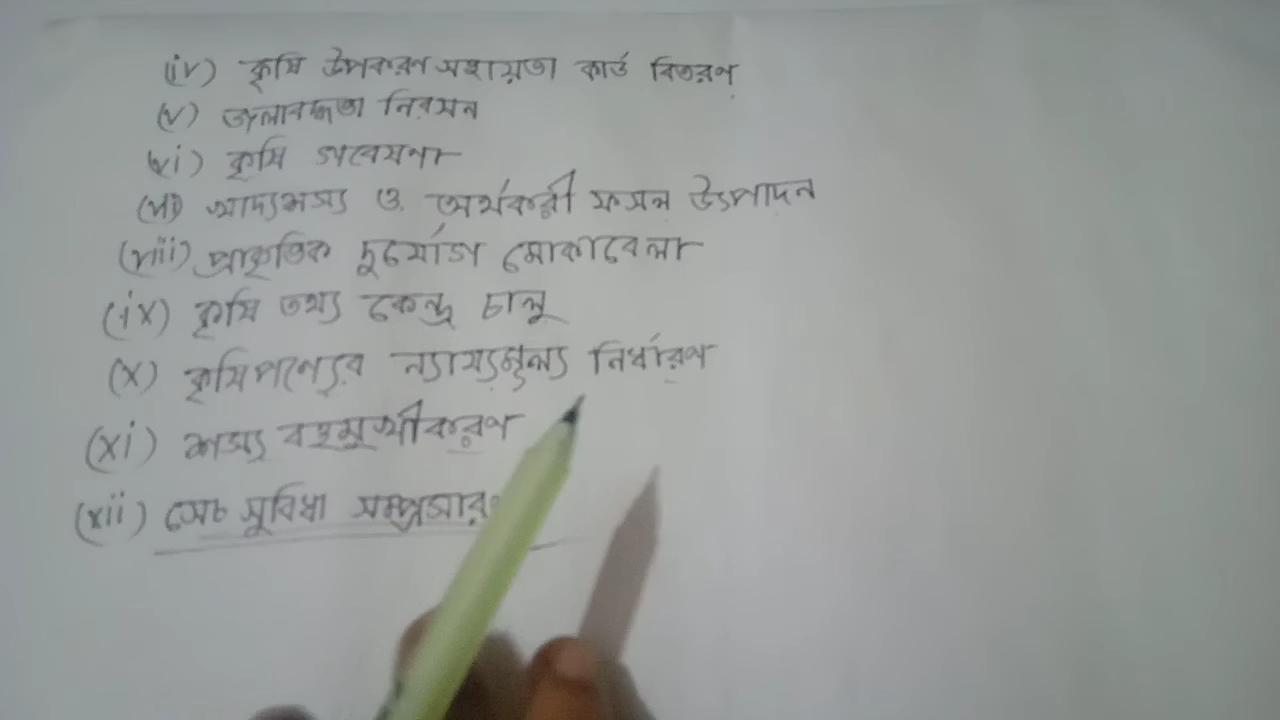 (iv) কৃষি উপকরণ সহায়তা কার্ড বিতরণ
(v) জলাবদ্ধতা নিরসন
(vi) কৃষি গবেষণা
(vii) খাদ্যশস্য ও অর্থকরী ফসল উৎপাদন
(viii) প্রাকৃতিক দুর্যোগ মোকাবেলা
(ix) কৃষি তথ্য কেন্দ্র চালু
(x) কৃষিপণ্যের ন্যায্যমূল্য নির্ধারণ
(xi) শস্য বহুমুখীকরণ
(xii) সেচ সুবিধা সম্প্রসারণ